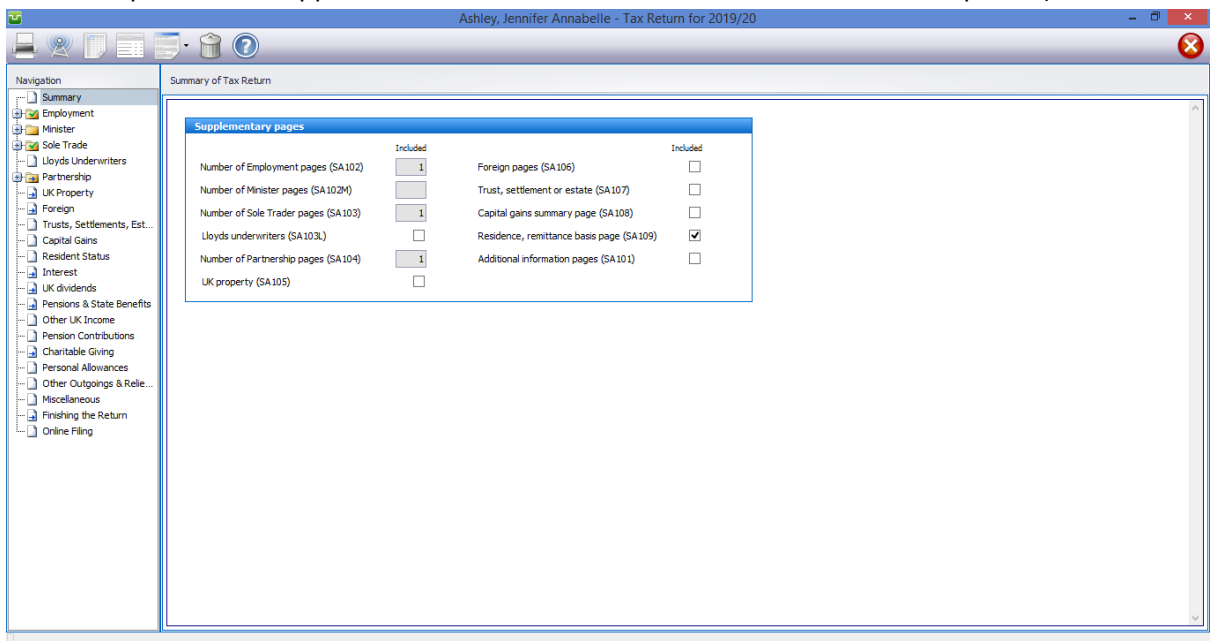 Ashley, Jennifer Annabelle - Tax Return for 2019/20
Navigation
Summary
Employment
Minister
Sole Trade
Lloyds Underwriters
Partnership
UK Property
Foreign
Trusts, Settlements, Est...
Capital Gains
Resident Status
Interest
UK dividends
Pensions & State Benefits
Other UK Income
Pension Contributions
Charitable Giving
Personal Allowances
Other Outgoings & Relie...
Miscellaneous
Finishing the Return
Online Filing
Summary of Tax Return
Supplementary pages
Included Included
Number of Employment pages (SA102) 1 Foreign pages (SA106)
Number of Minister pages (SA102M) Trust, settlement or estate (SA107)
Number of Sole Trader pages (SA103) 1 Capital gains summary page (SA108)
Lloyds underwriters (SA103L) Residence, remittance basis page (SA109)
Number of Partnership pages (SA104) 1 Additional information pages (SA101)
UK property (SA105)